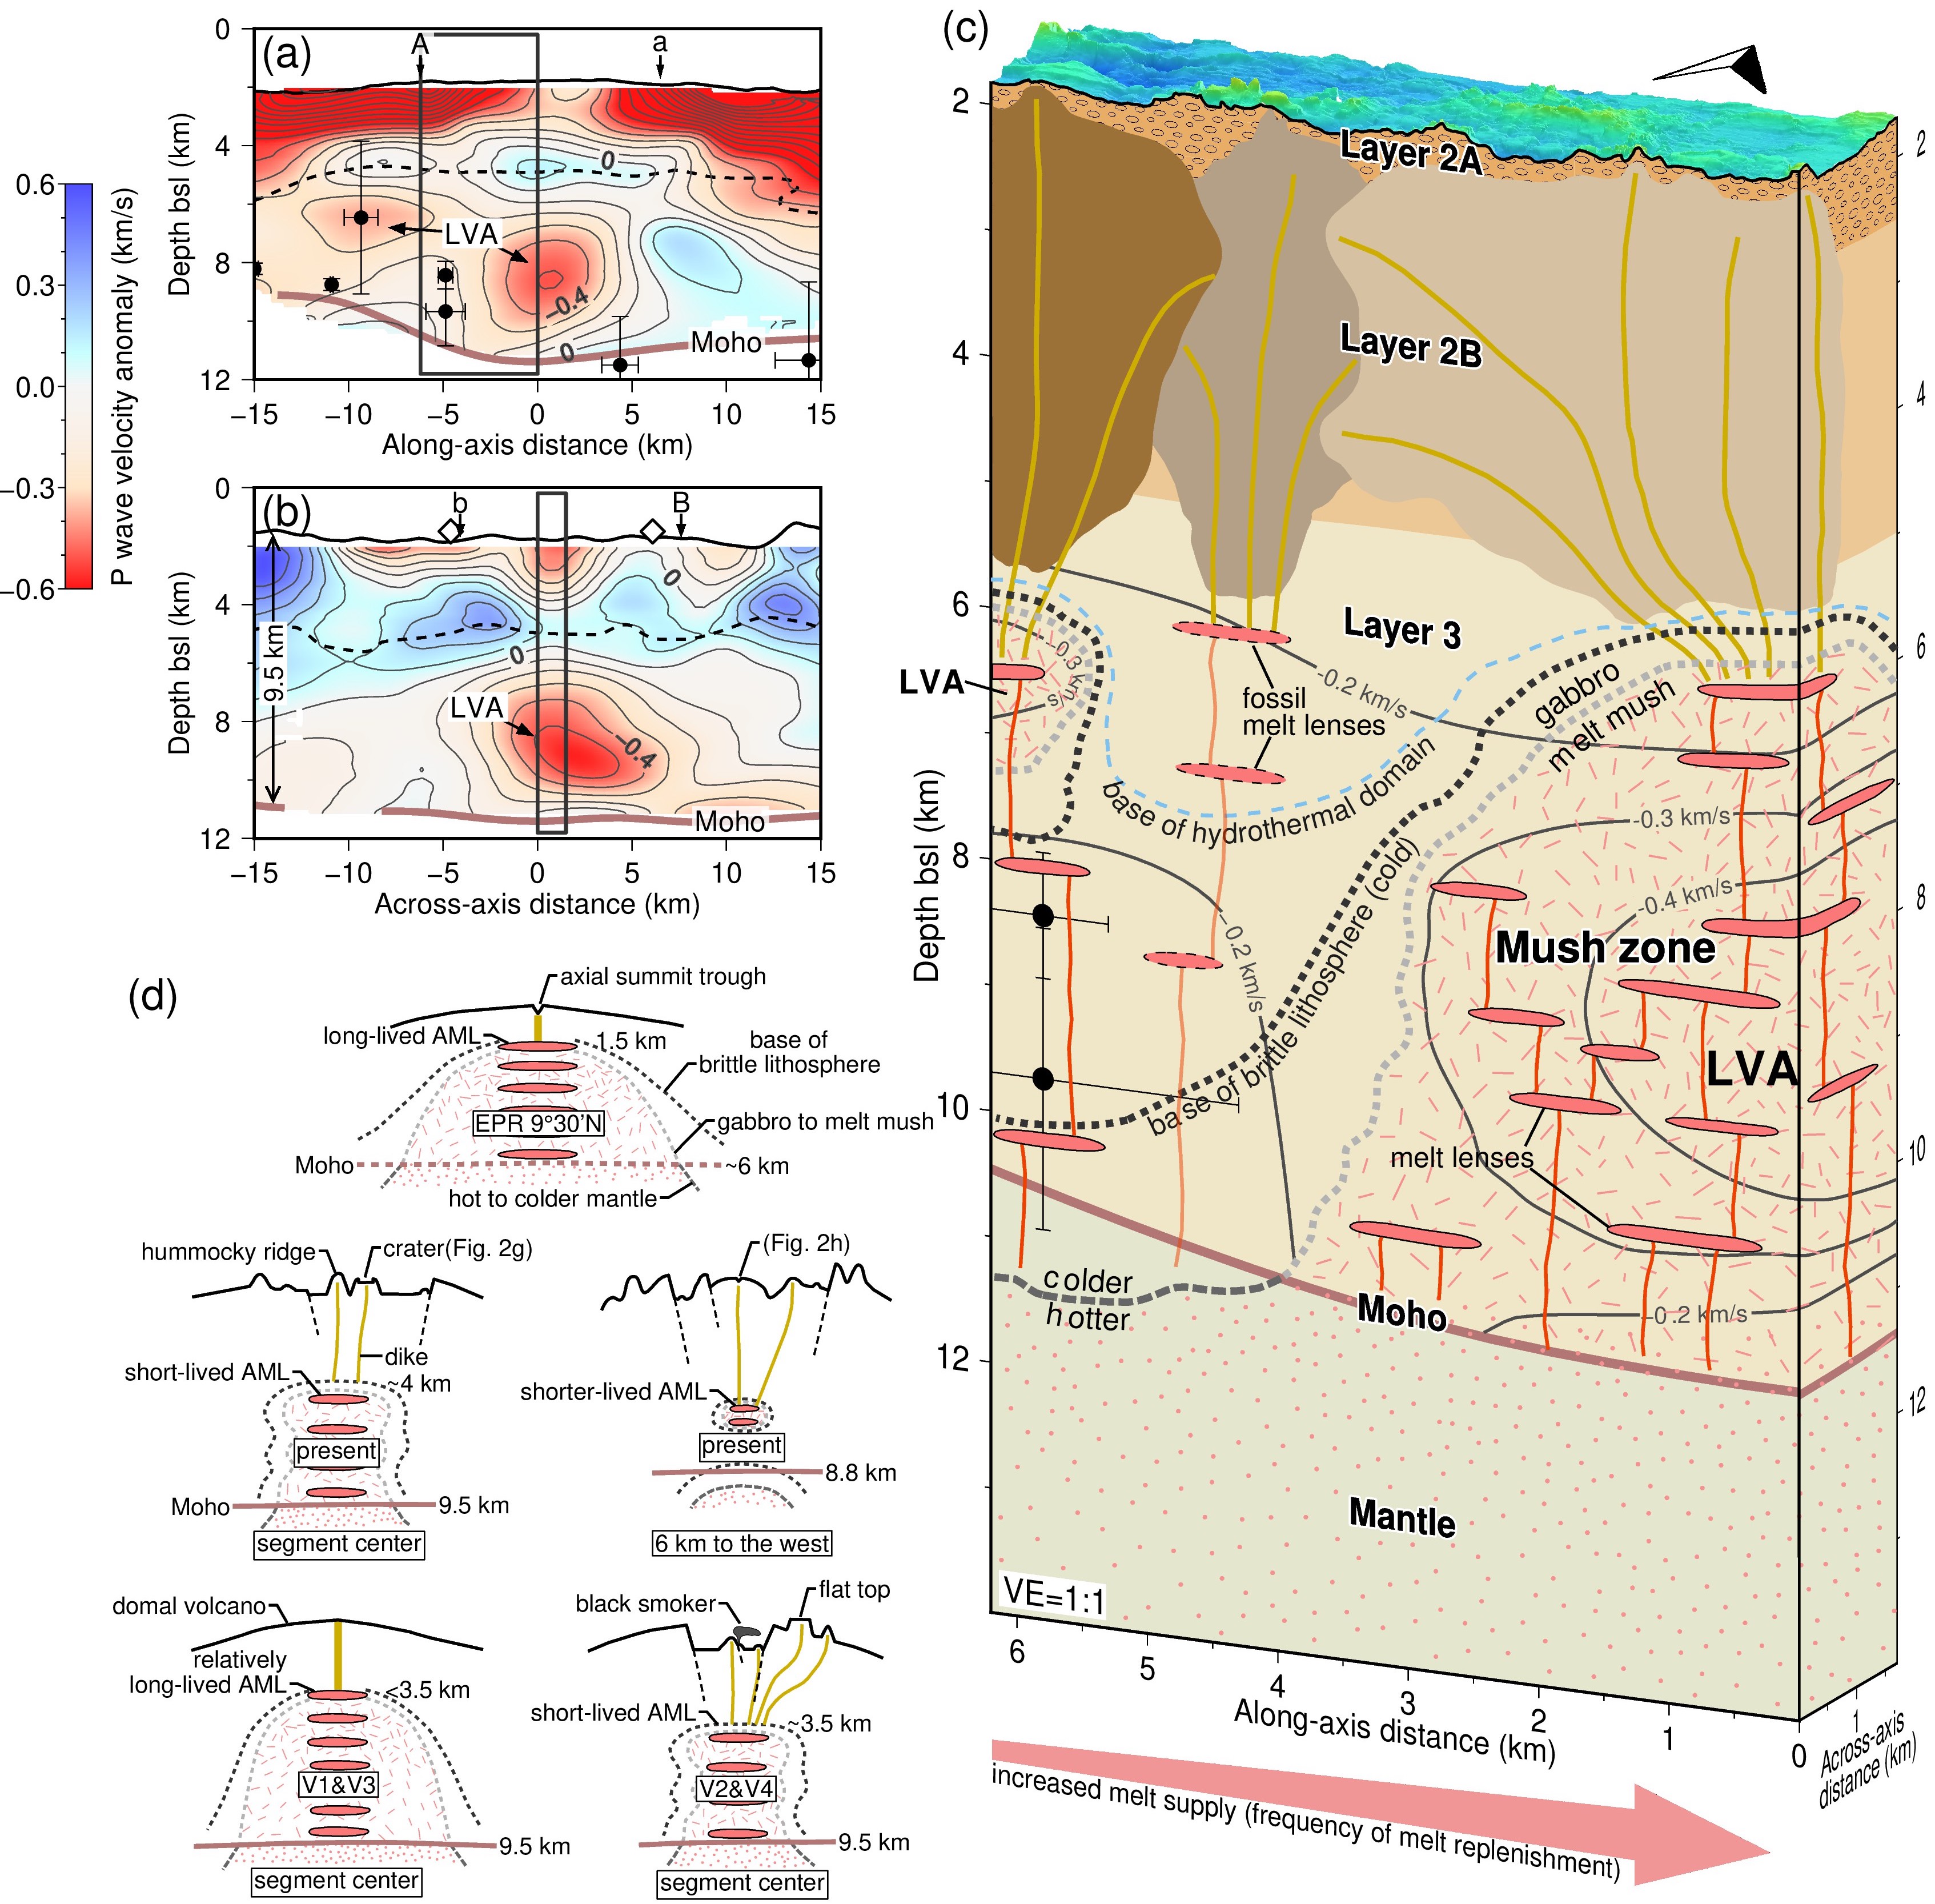 (a)
A
a
0
4
8
12
Depth bsl (km)
0
LVA
−0.4
0
Moho
−15
−10
−5
0
5
10
15
Along-axis distance (km)
0.6
0.3
0.0
−0.3
−0.6
P wave velocity anomaly (km/s)
(b)
b
B
0
4
8
12
Depth bsl (km)
9.5 km
0
0
LVA
−0.4
Moho
−15
−10
−5
0
5
10
15
Across-axis distance (km)
(c)
2
4
6
8
10
12
Depth bsl (km)
2
4
6
8
10
12
Layer 2A
Layer 2B
Layer 3
LVA
-0.3 km/s
fossil
melt lenses
-0.2 km/s
gabbro
melt mush
base of hydrothermal domain
-0.3 km/s
-0.4 km/s
-0.2 km/s
base of brittle lithosphere (cold)
Mush zone
LVA
melt lenses
colder
hotter
Moho
-0.2 km/s
Mantle
VE=1:1
6
5
4
3
2
1
0
1
Along-axis distance (km)
Across-axis
distance (km)
increased melt supply (frequency of melt replenishment)
(d)
axial summit trough
long-lived AML
1.5 km
base of
brittle lithosphere
EPR 9°30’N
gabbro to melt mush
Moho
~6 km
hot to colder mantle
hummocky ridge
crater(Fig. 2g)
dike
short-lived AML
~4 km
present
Moho
9.5 km
segment center
(Fig. 2h)
shorter-lived AML
present
8.8 km
6 km to the west
domal volcano
relatively
long-lived AML
<3.5 km
V1&V3
9.5 km
segment center
black smoker
flat top
short-lived AML
~3.5 km
V2&V4
9.5 km
segment center